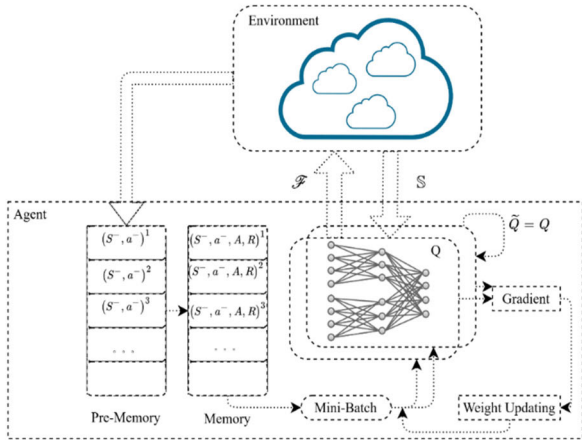 Environment
ℱ
𝕊
Agent
(S⁻, a⁻)¹
(S⁻, a⁻)²
(S⁻, a⁻)³
. . .
Pre-Memory
(S⁻, a⁻, A, R)¹
(S⁻, a⁻, A, R)²
(S⁻, a⁻, A, R)³
. . .
Memory
Q
Q̃ = Q
Gradient
Mini-Batch
Weight Updating